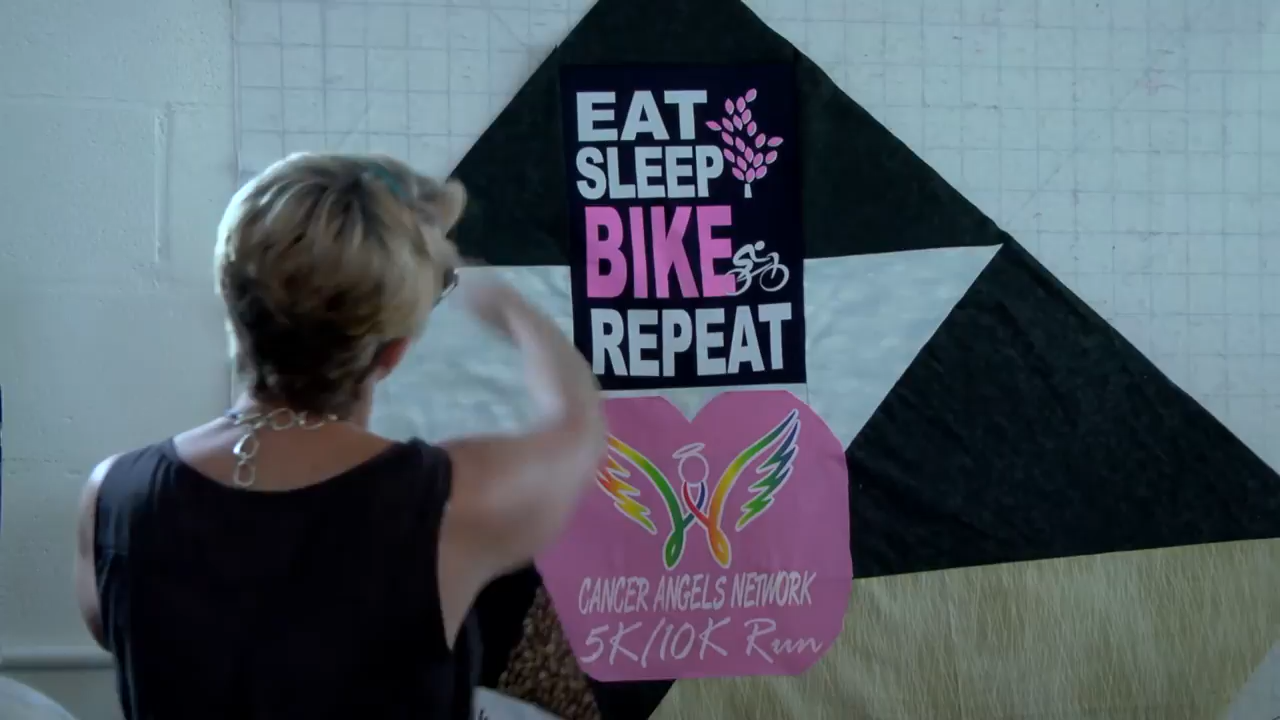 EAT
SLEEP
BIKE
REPEAT
CANCER ANGELS NETWORK
5K/10K Run